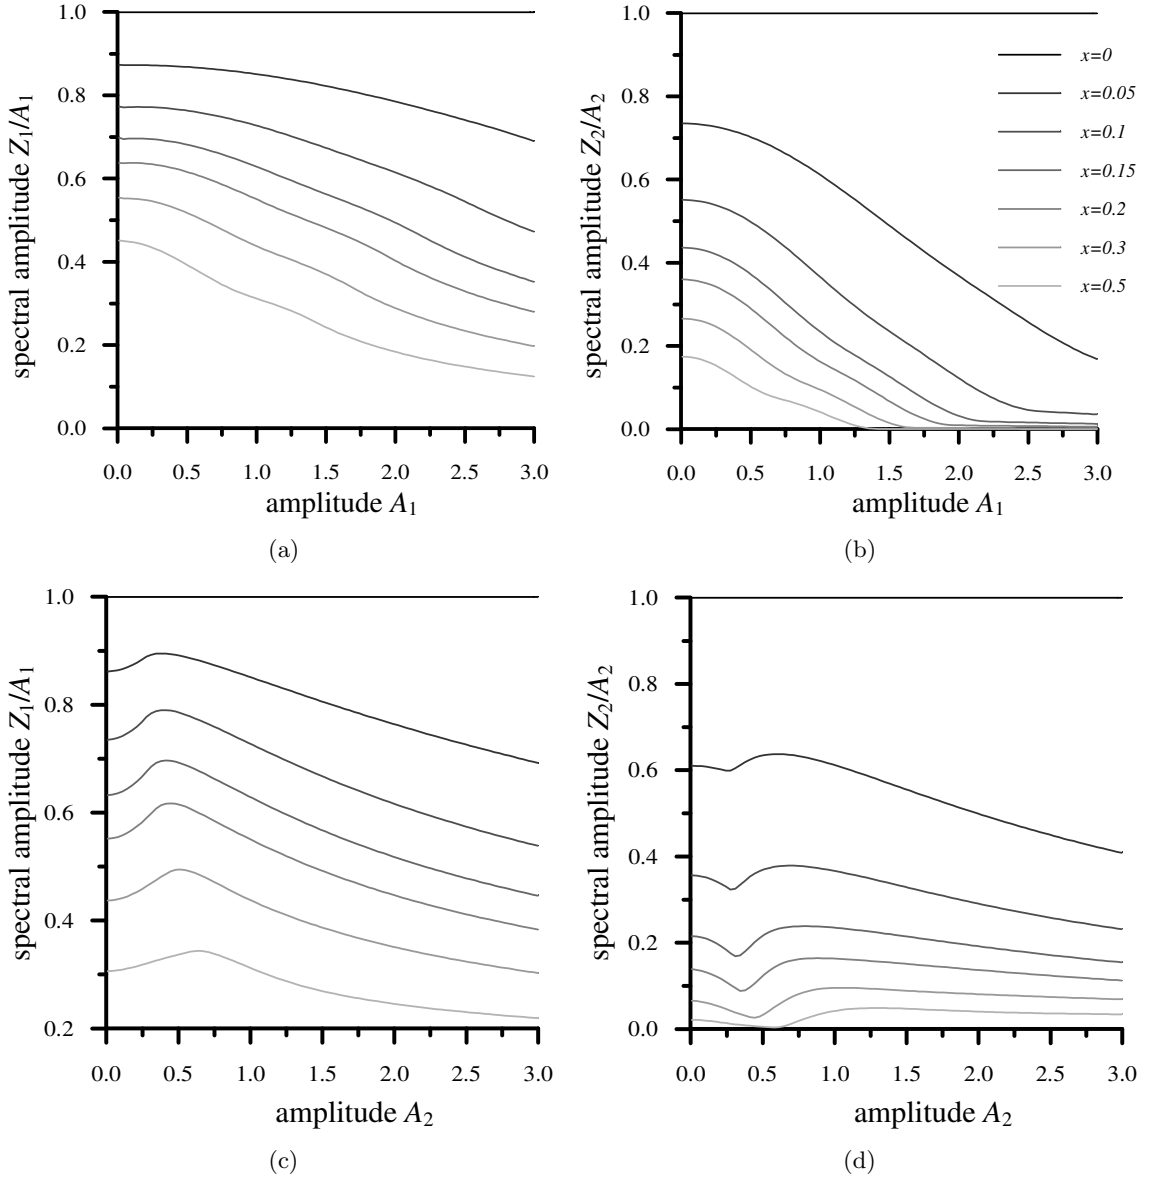 spectral amplitude Z1/A1
1.0
0.8
0.6
0.4
0.2
0.0
0.0 0.5 1.0 1.5 2.0 2.5 3.0
amplitude A1
(a)
spectral amplitude Z2/A2
1.0
0.8
0.6
0.4
0.2
0.0
x=0
x=0.05
x=0.1
x=0.15
x=0.2
x=0.3
x=0.5
0.0 0.5 1.0 1.5 2.0 2.5 3.0
amplitude A1
(b)
spectral amplitude Z1/A1
1.0
0.8
0.6
0.4
0.2
0.0 0.5 1.0 1.5 2.0 2.5 3.0
amplitude A2
(c)
spectral amplitude Z2/A2
1.0
0.8
0.6
0.4
0.2
0.0
0.0 0.5 1.0 1.5 2.0 2.5 3.0
amplitude A2
(d)